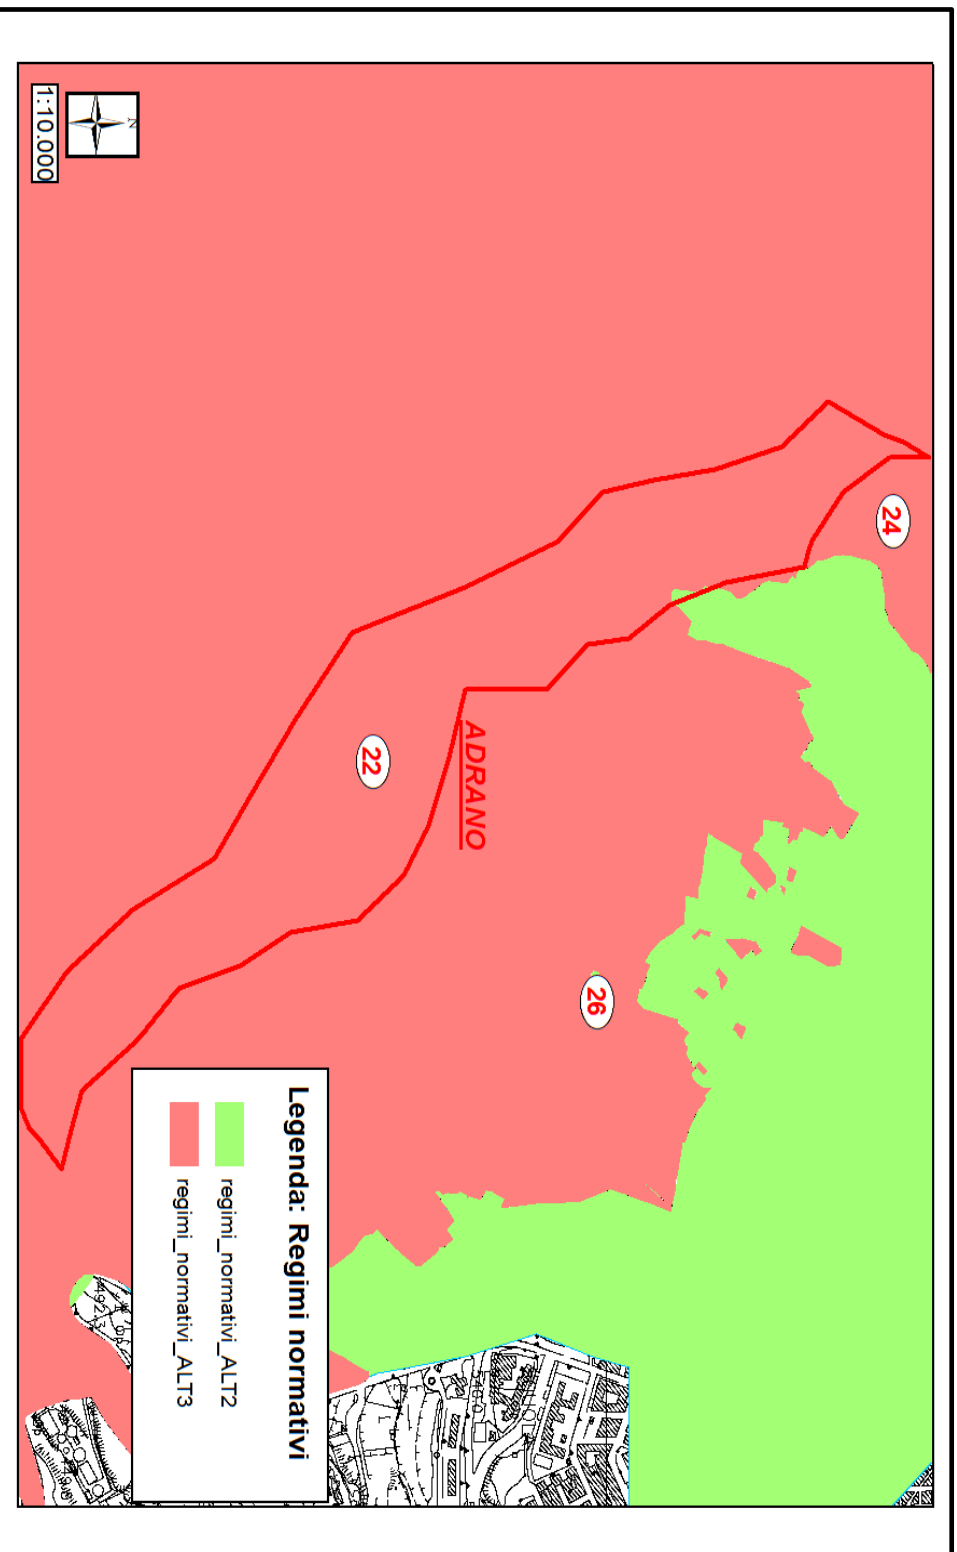 N
1:10.000
24
22
ADRANO
26
Legenda: Regimi normativi
regimi_normativi_ALT2
regimi_normativi_ALT3